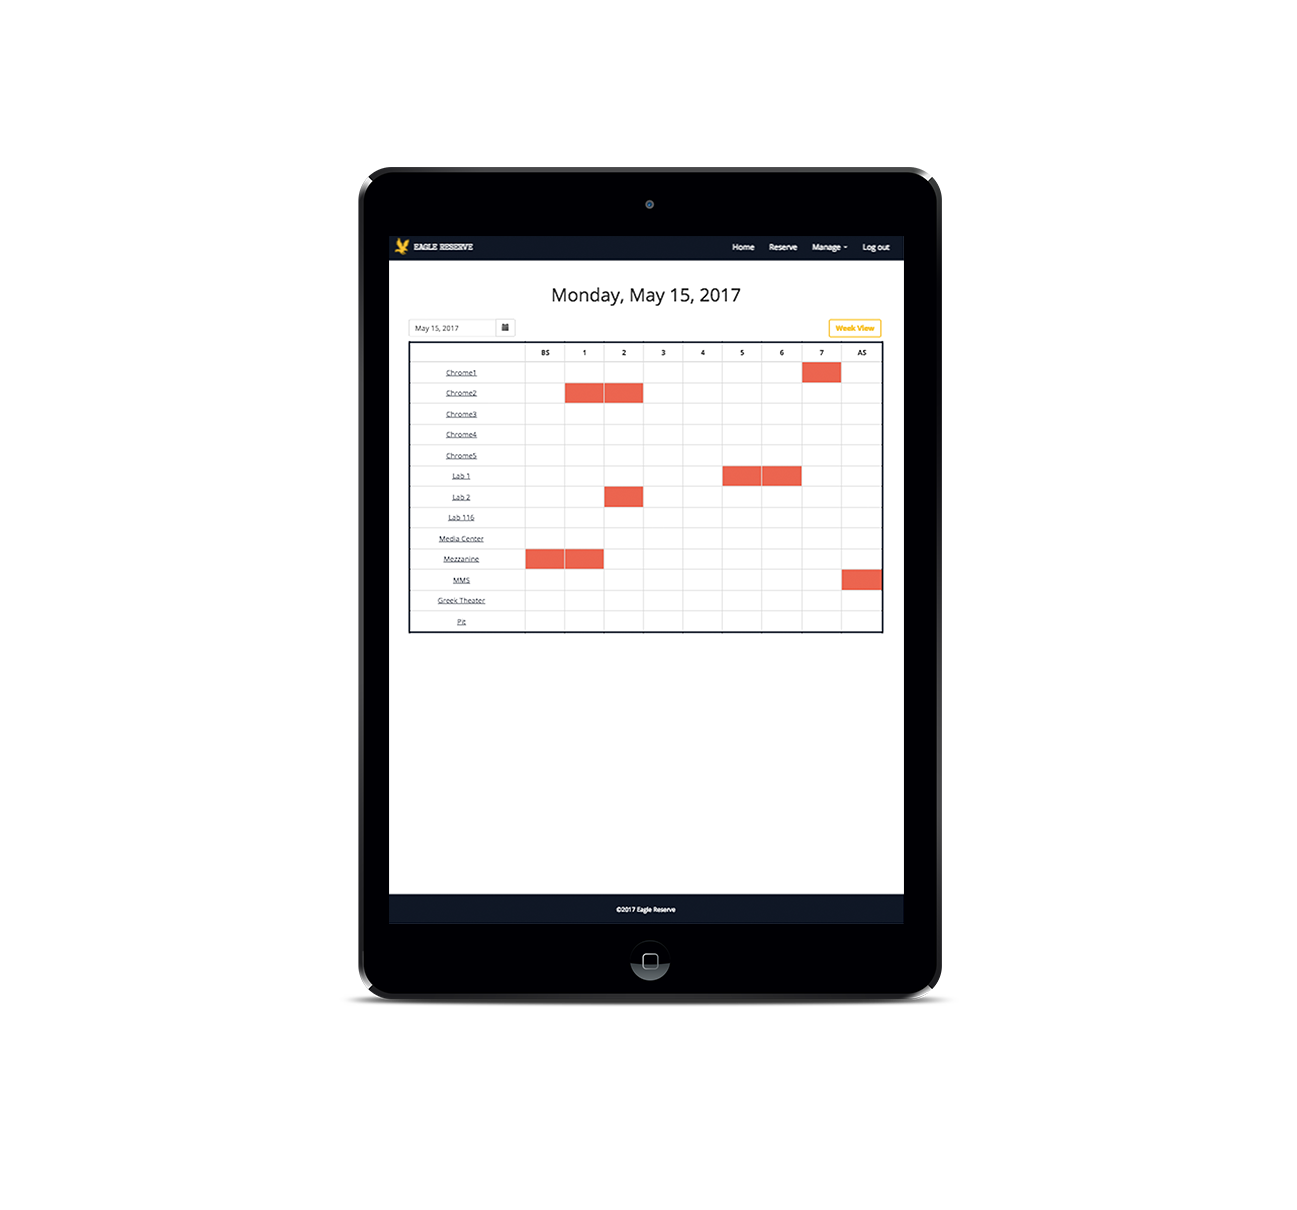 EAGLE RESERVE Home Reserve Manage Log out
Monday, May 15, 2017
May 15, 2017 Week View
BS 1 2 3 4 5 6 7 AS
Chrome1
Chrome2
Chrome3
Chrome4
Chrome5
Lab 1
Lab 2
Lab 116
Media Center
Mezzanine
MMS
Greek Theater
Pit
©2017 Eagle Reserve